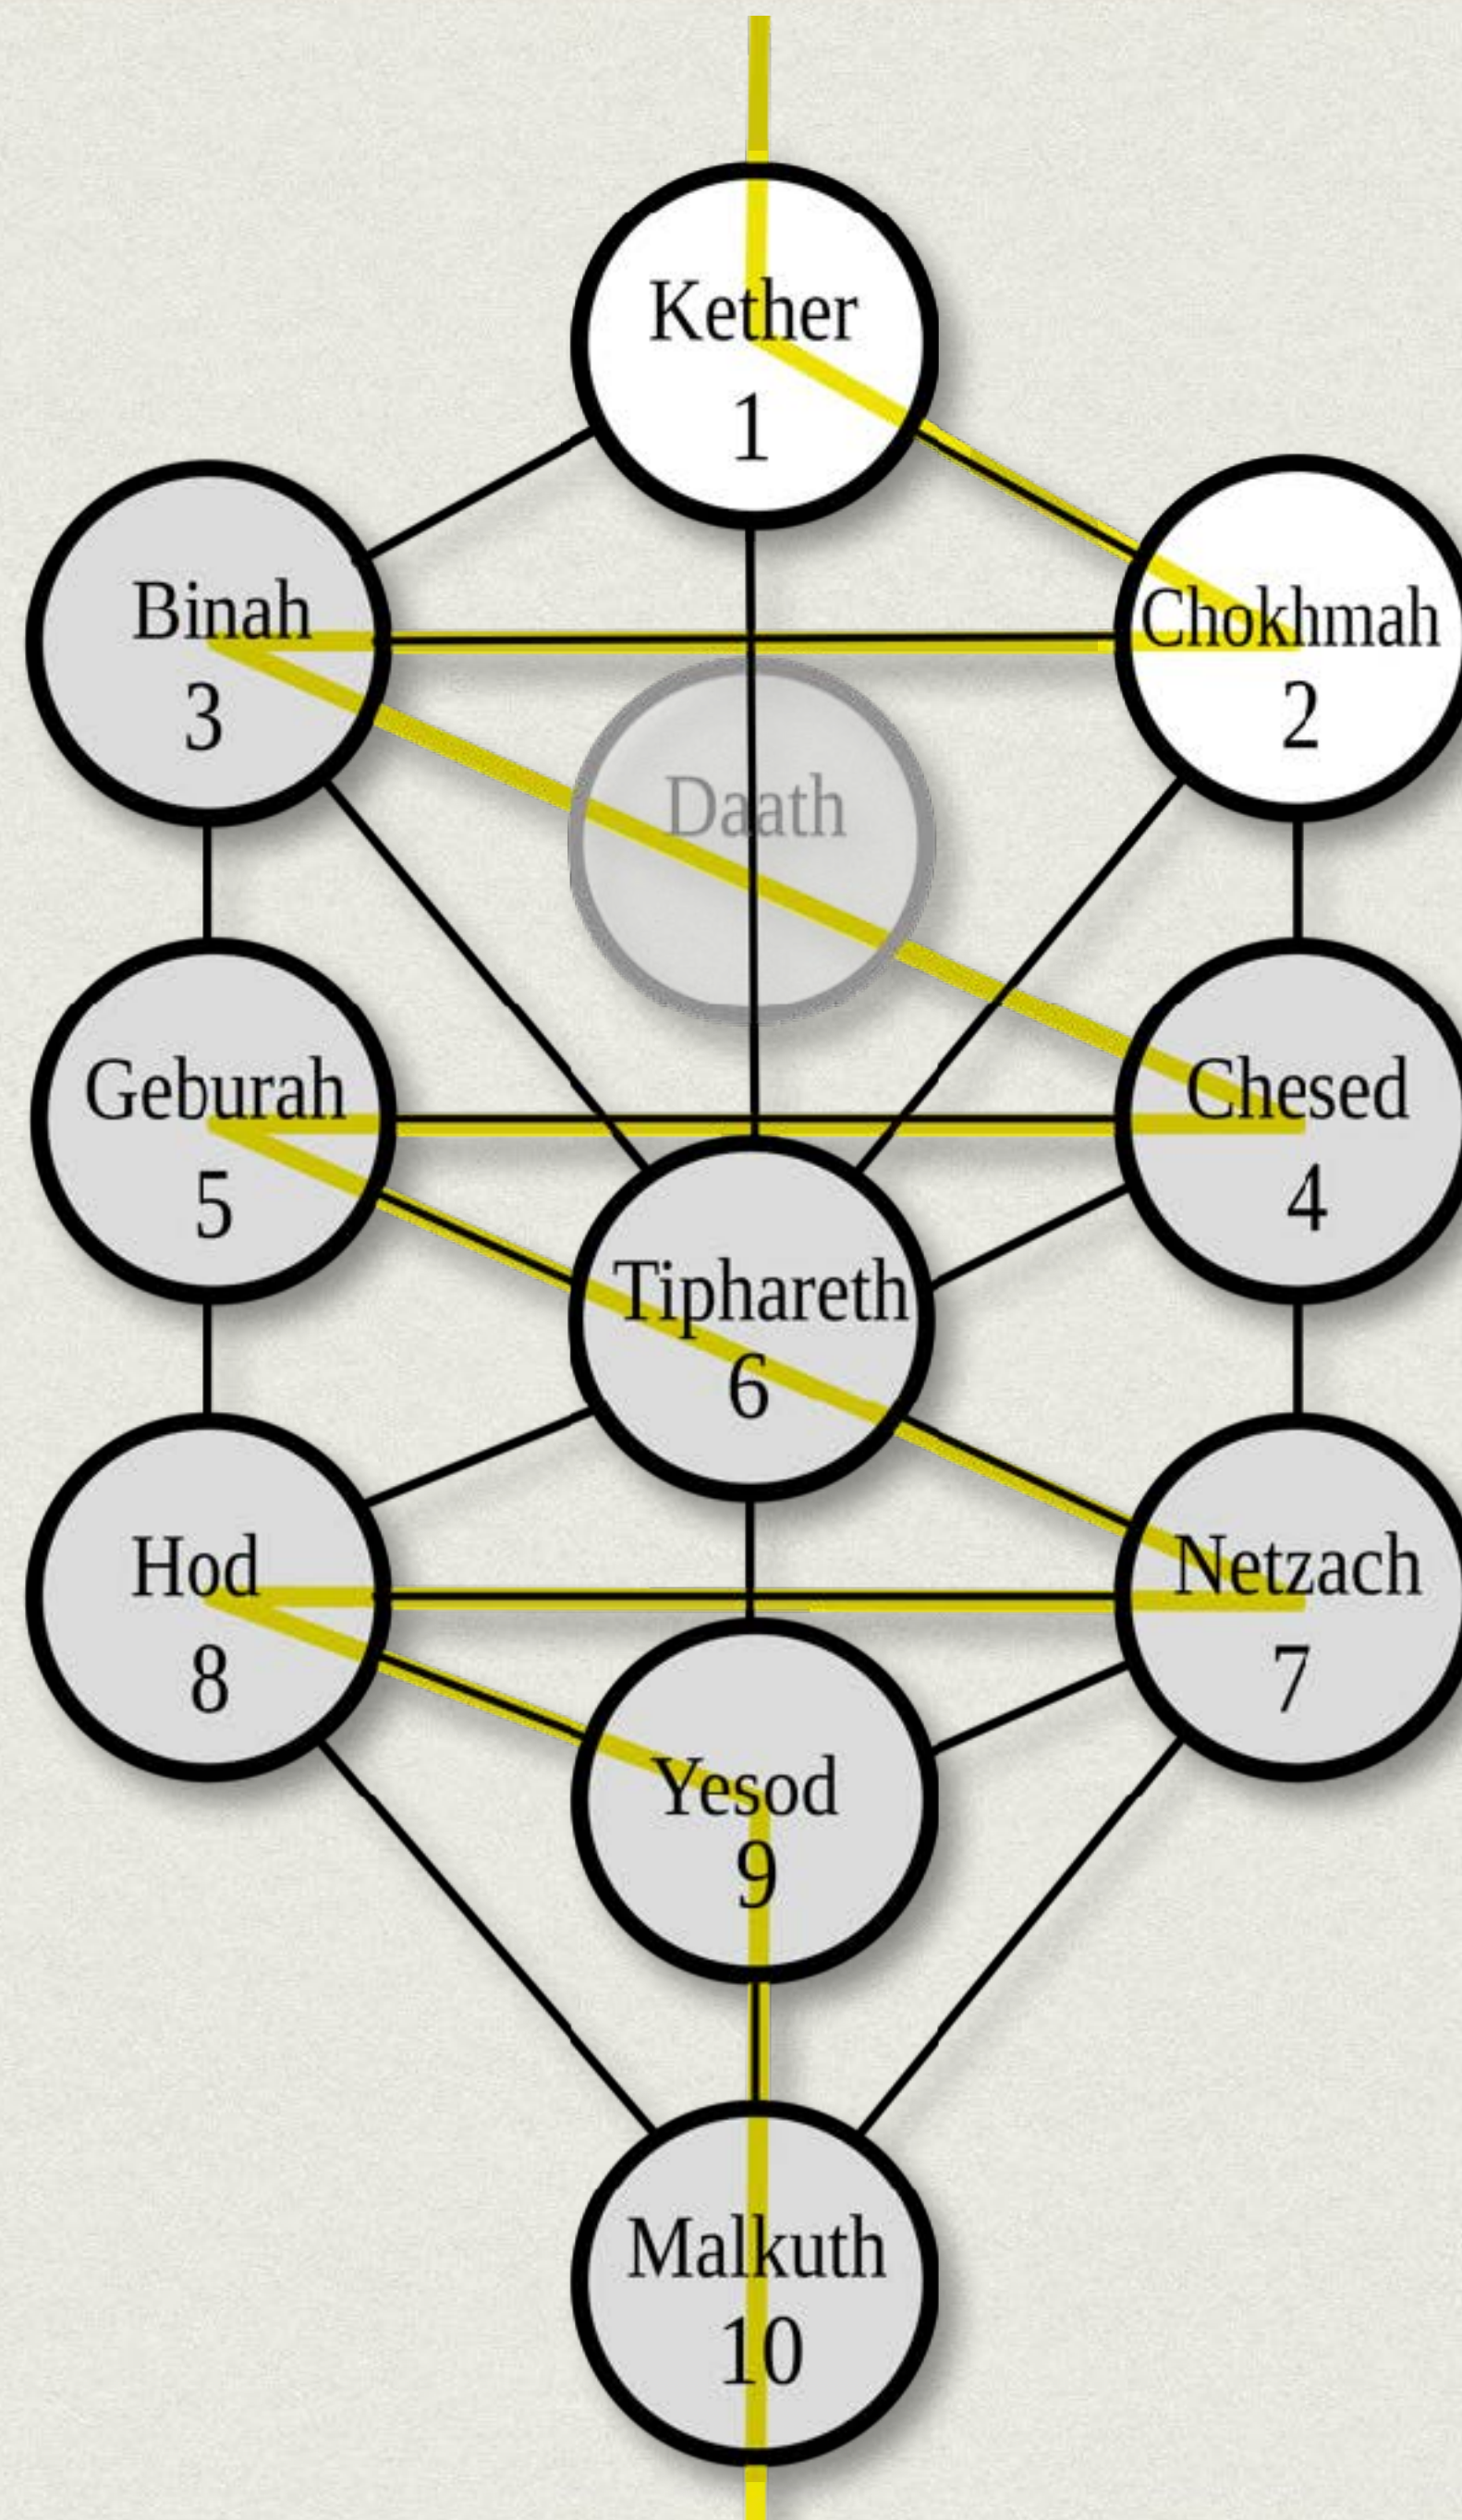 Kether
1
Binah
3
Chokhmah
2
Daath
Geburah
5
Chesed
4
Tiphareth
6
Hod
8
Netzach
7
Yesod
9
Malkuth
10